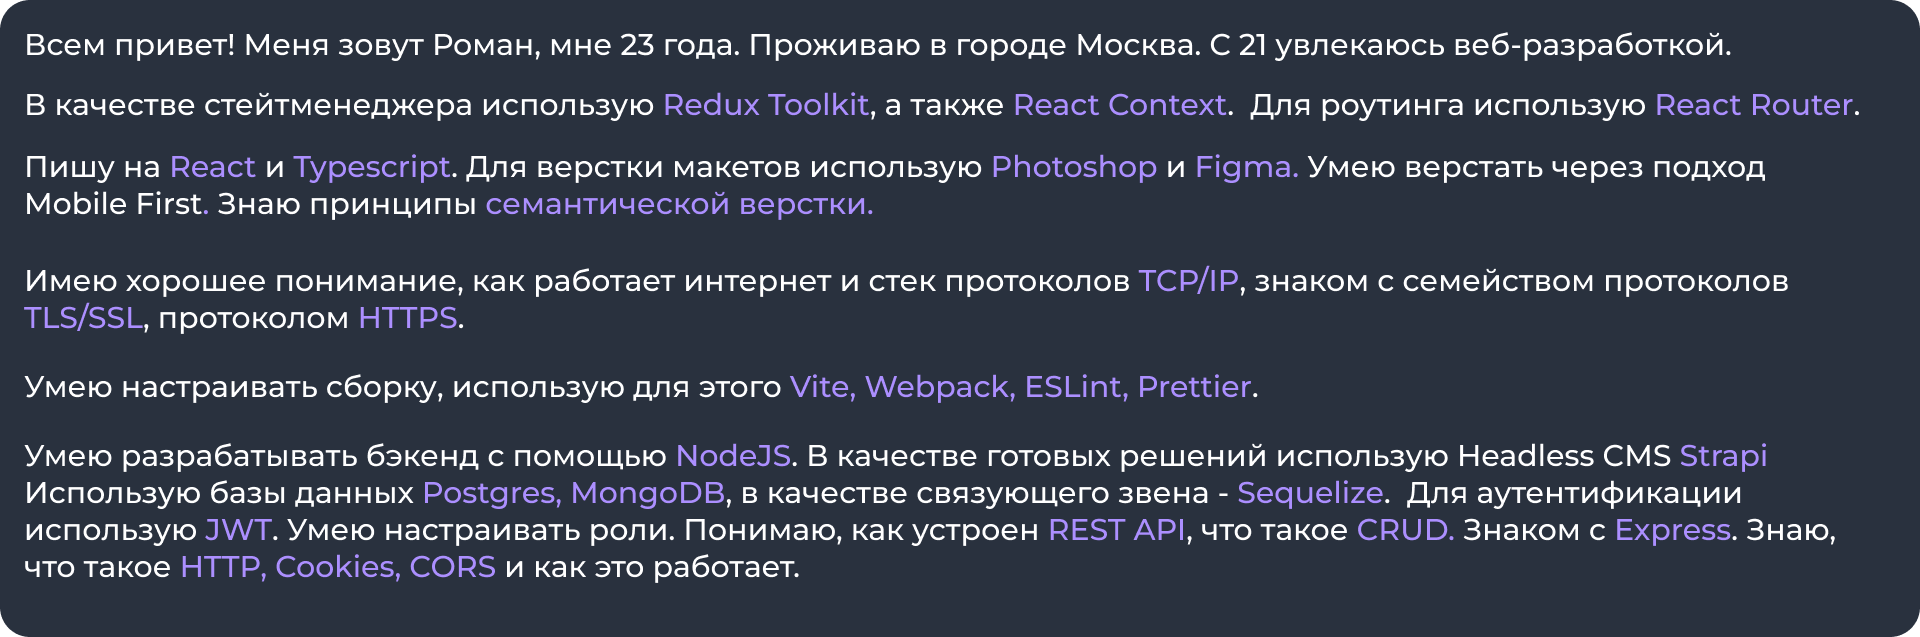 Всем привет! Меня зовут Роман, мне 23 года. Проживаю в городе Москва. С 21 увлекаюсь веб-разработкой.
В качестве стейтменеджера использую Redux Toolkit, а также React Context.  Для роутинга использую React Router.
Пишу на React и Typescript. Для верстки макетов использую Photoshop и Figma. Умею верстать через подход
Mobile First. Знаю принципы семантической верстки.
Имею хорошее понимание, как работает интернет и стек протоколов TCP/IP, знаком с семейством протоколов
TLS/SSL, протоколом HTTPS.
Умею настраивать сборку, использую для этого Vite, Webpack, ESLint, Prettier.
Умею разрабатывать бэкенд с помощью NodeJS. В качестве готовых решений использую Headless CMS Strapi
Использую базы данных Postgres, MongoDB, в качестве связующего звена - Sequelize.  Для аутентификации
использую JWT. Умею настраивать роли. Понимаю, как устроен REST API, что такое CRUD. Знаком с Express. Знаю,
что такое HTTP, Cookies, CORS и как это работает.